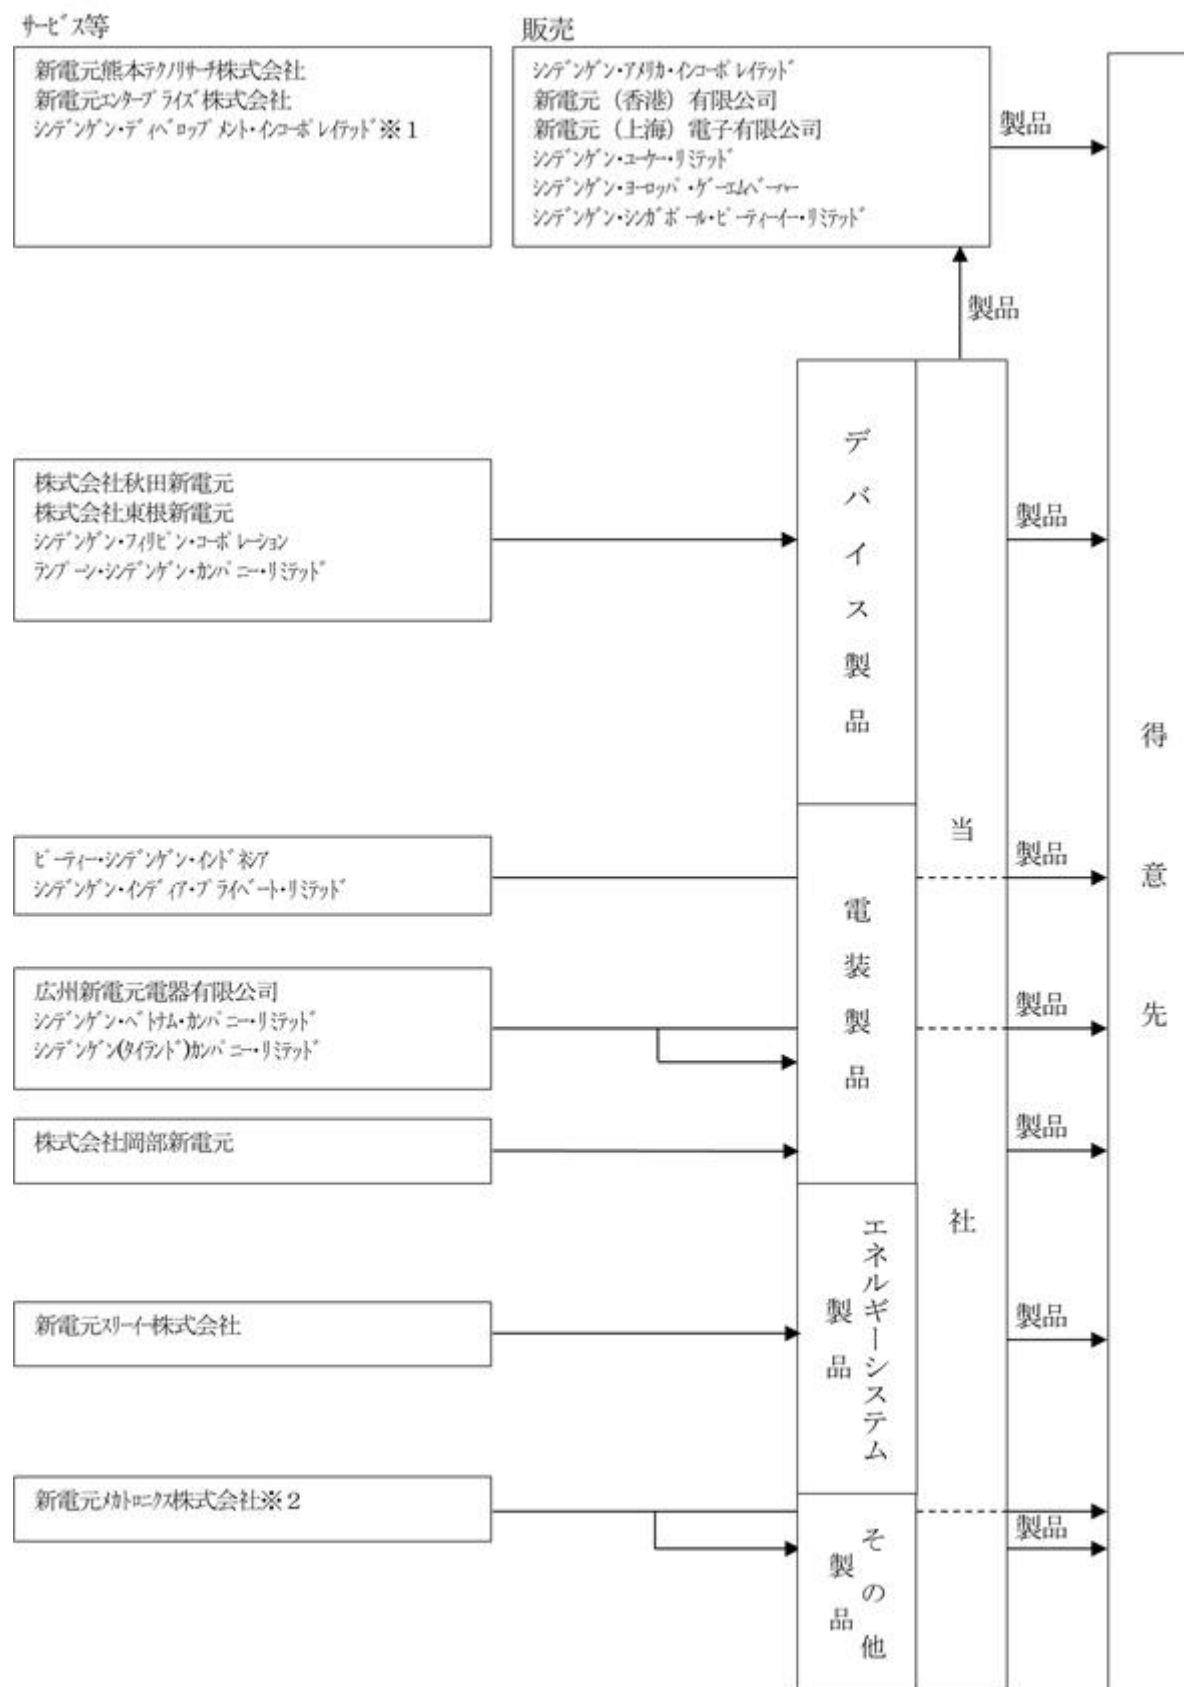 サービス等
新電元熊本テクノリサーチ株式会社
新電元エンタープライズ株式会社
シンデンゲン・ディベロップメント・インコーポレイテッド※1
販売
シンデンゲン・アメリカ・インコーポレイテッド
新電元（香港）有限公司
新電元（上海）電子有限公司
シンデンゲン・ユーケー・リミテッド
シンデンゲン・ヨーロッパ・ゲーエムベーハー
シンデンゲン・シンガポール・ピーティーイー・リミテッド
製品
製品
株式会社秋田新電元
株式会社東根新電元
シンデンゲン・フィリピン・コーポレーション
ランプーン・シンデンゲン・カンパニー・リミテッド
デバイス製品
製品
ピーティー・シンデンゲン・インドネシア
シンデンゲン・インディア・プライベート・リミテッド
製品
広州新電元電器有限公司
シンデンゲン・ベトナム・カンパニー・リミテッド
シンデンゲン(タイランド)カンパニー・リミテッド
電装製品
製品
株式会社岡部新電元
製品
新電元スリーイー株式会社
エネルギーシステム
製品
製品
新電元メカトロニクス株式会社※2
その他
製品
製品
当社
得意先